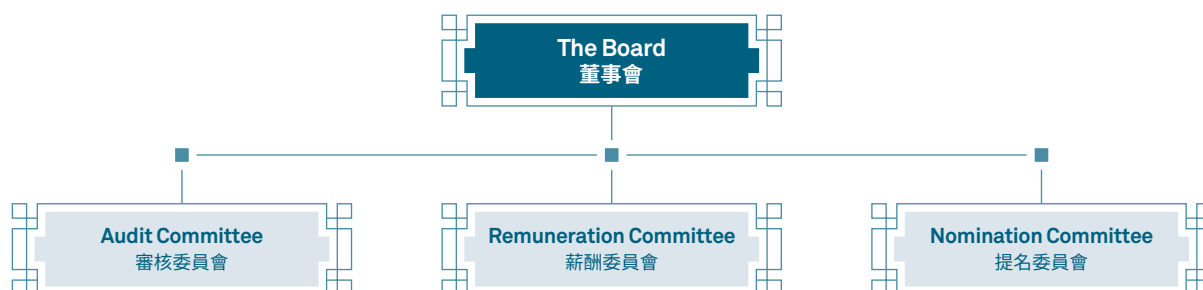 The Board
董事會
Audit Committee
審核委員會
Remuneration Committee
薪酬委員會
Nomination Committee
提名委員會